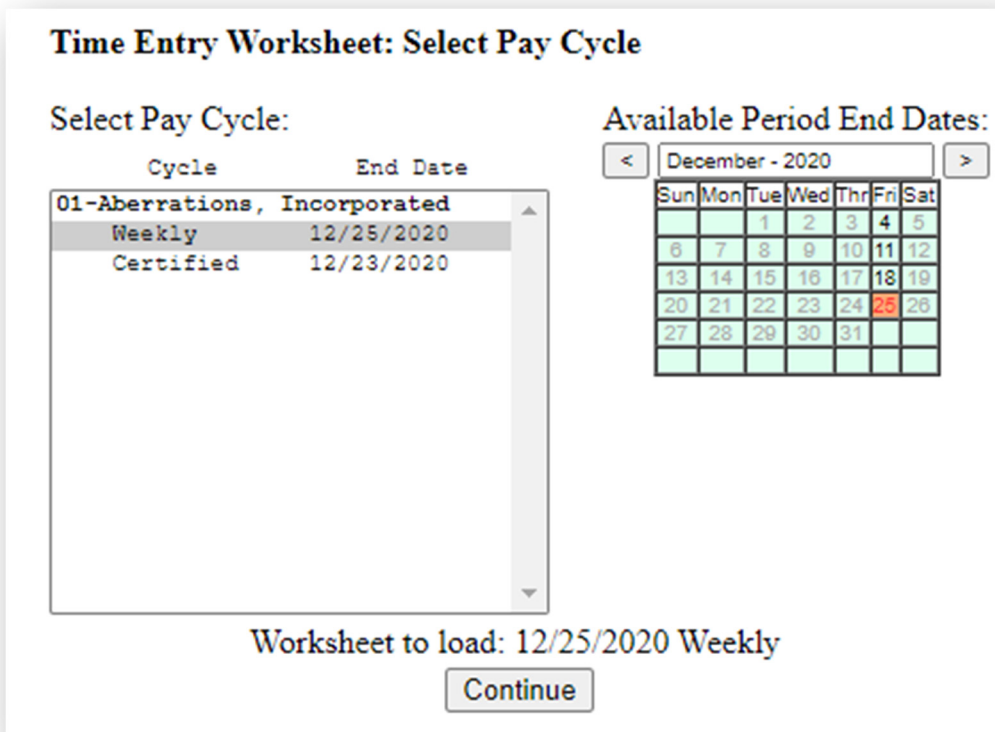 Time Entry Worksheet: Select Pay Cycle
Select Pay Cycle:
Cycle End Date
01-Aberrations, Incorporated
Weekly 12/25/2020
Certified 12/23/2020
Available Period End Dates:
< December - 2020 >
Sun Mon Tue Wed Thr Fri Sat
1 2 3 4 5
6 7 8 9 10 11 12
13 14 15 16 17 18 19
20 21 22 23 24 25 26
27 28 29 30 31
Worksheet to load: 12/25/2020 Weekly
Continue